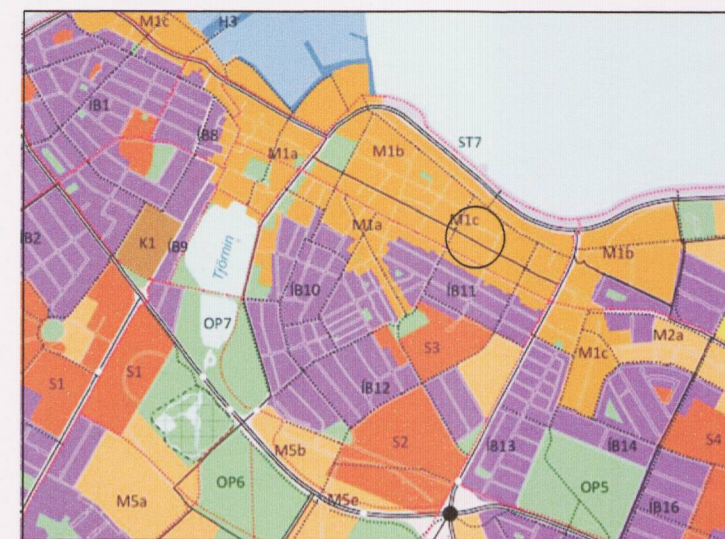 M1c
H3
ÍB1
ÍB8
M1a
M1b
ST7
ÍB2
K1
ÍB9
Tjörnin
M1a
M1c
M1b
ÍB10
ÍB11
OP7
S1
S1
S3
M1c
M2a
ÍB12
M5b
S2
ÍB13
ÍB14
S4
M5a
OP6
M5e
OP5
ÍB16